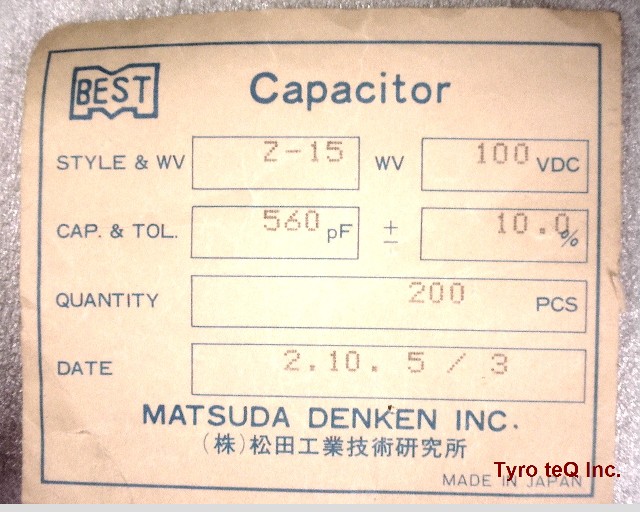 BEST Capacitor
STYLE & WV Z-15 WV 100 VDC
CAP. & TOL. 560 pF ± 10.0 %
QUANTITY 200 PCS
DATE 2.10. 5 / 3
MATSUDA DENKEN INC.
(株)松田工業技術研究所
MADE IN JAPAN
Tyro teQ Inc.